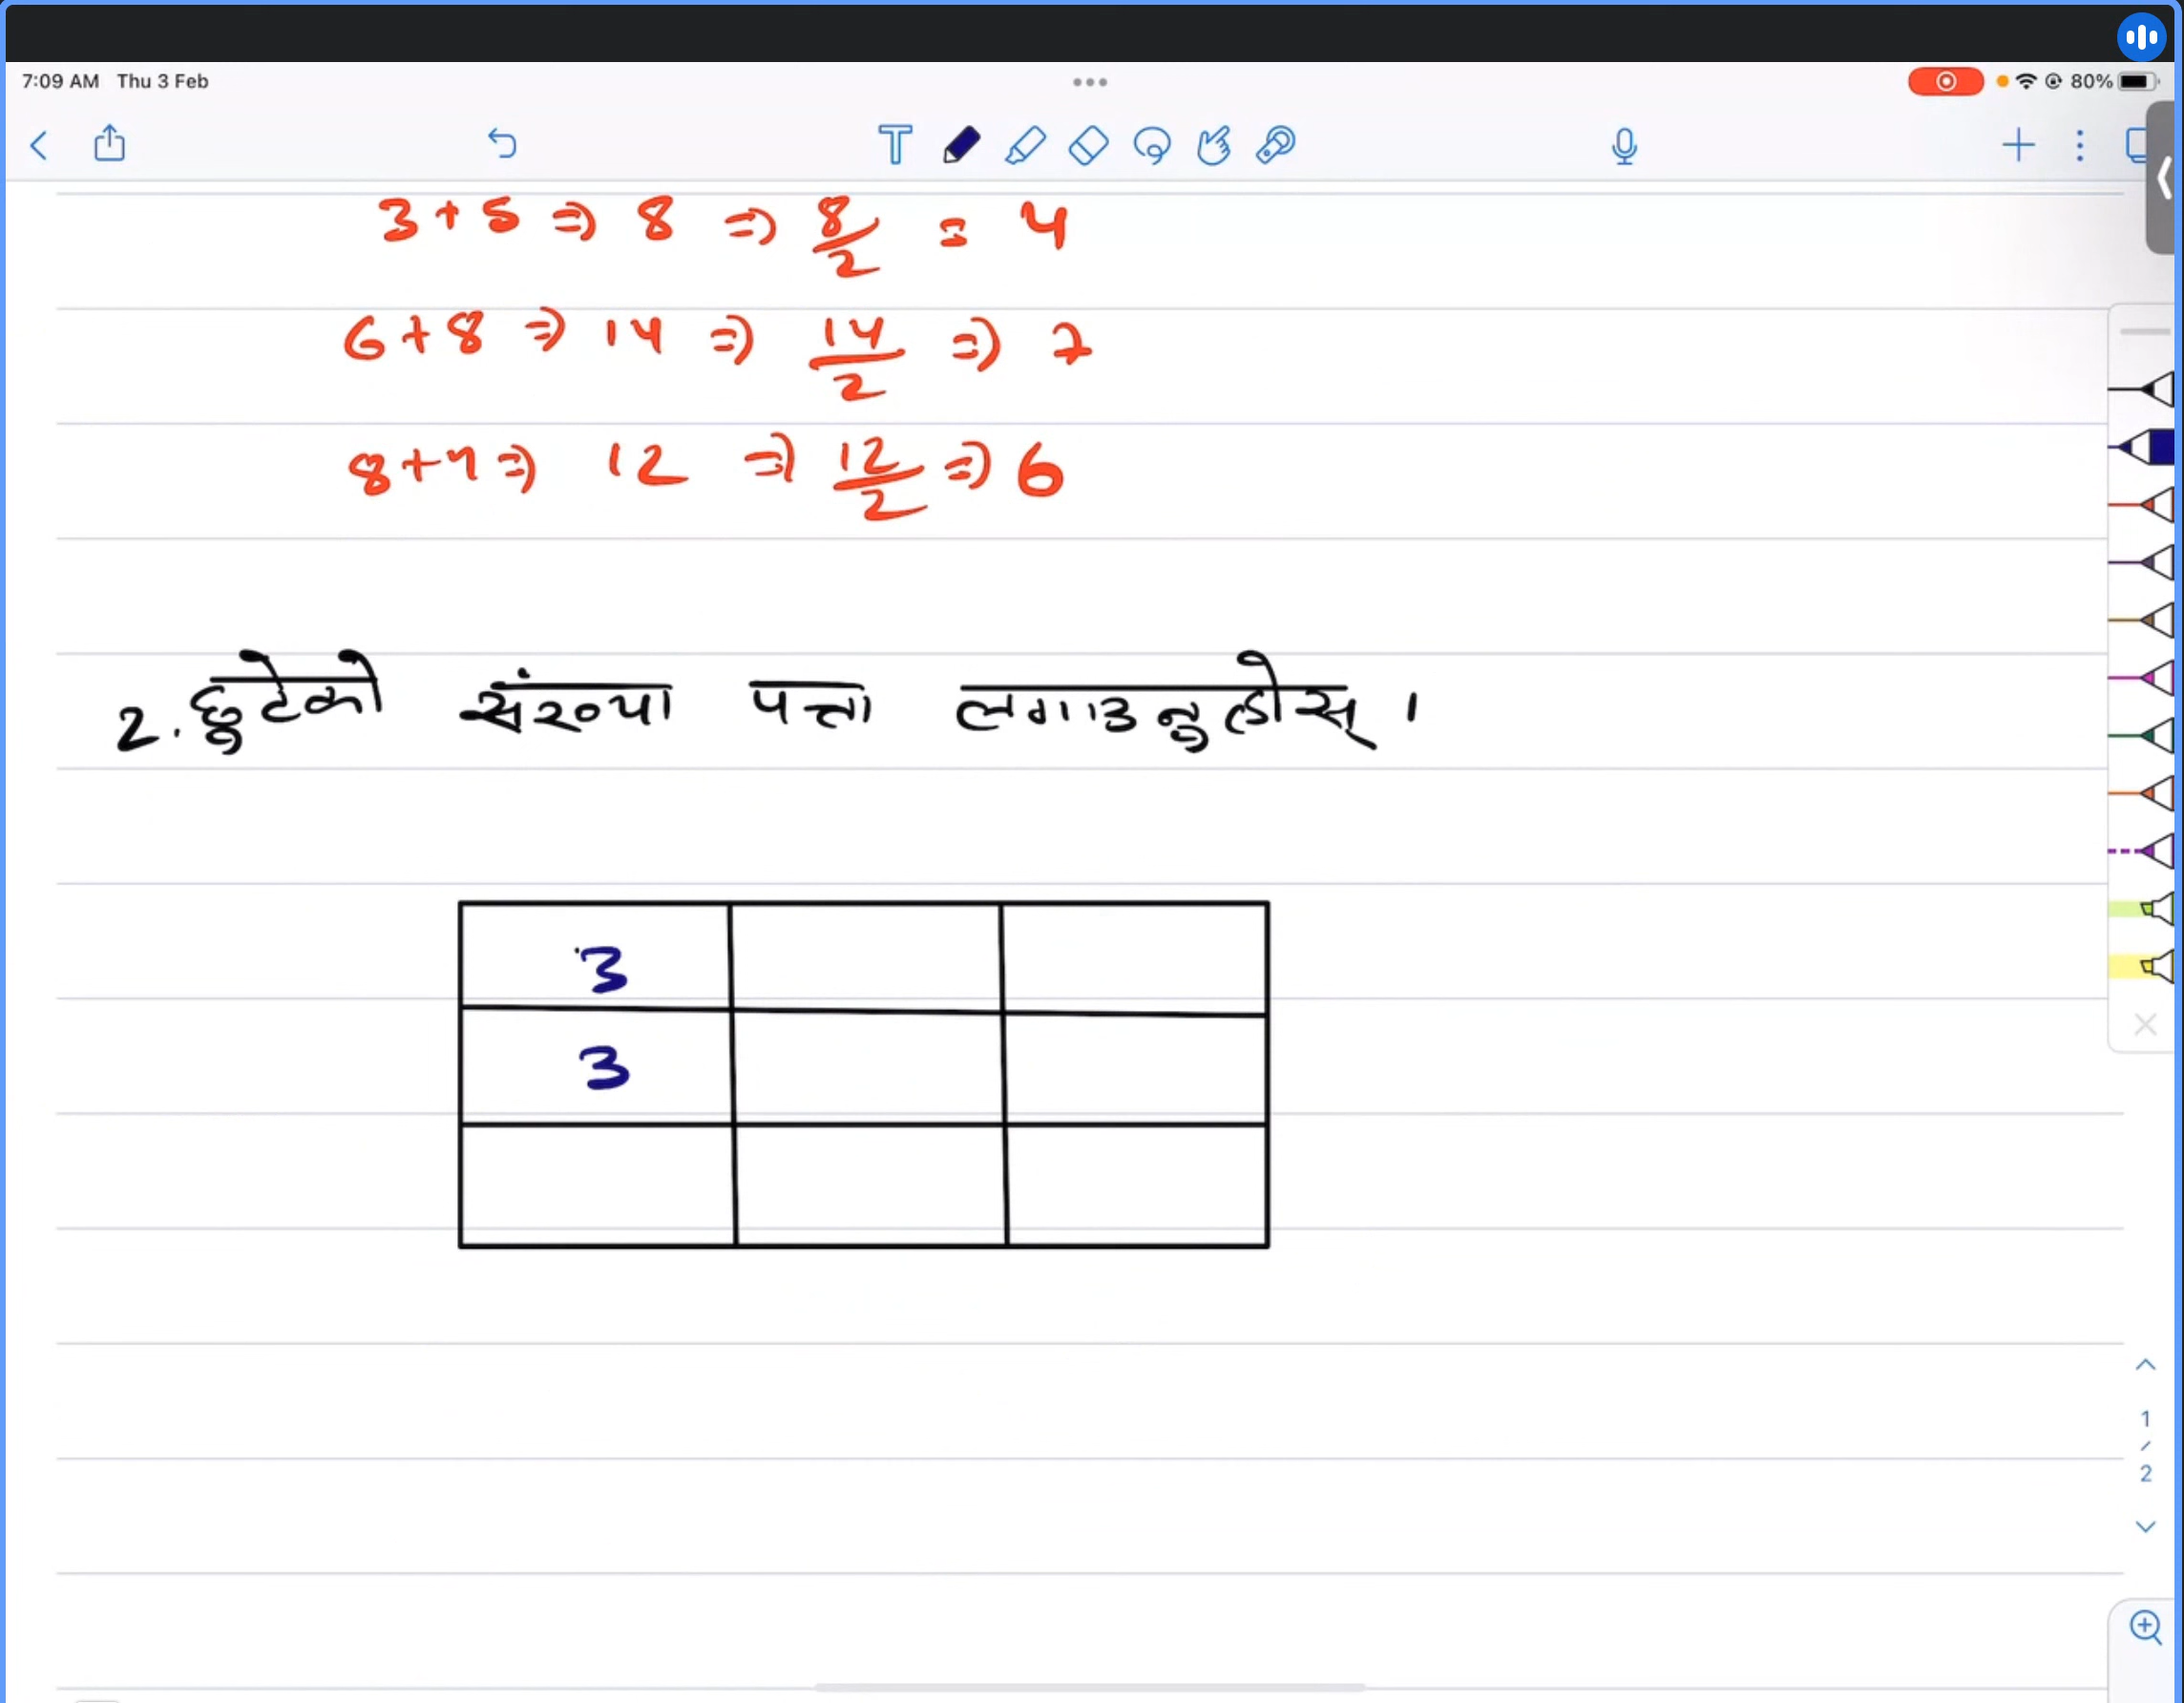 7:09 AM Thu 3 Feb
80%
3 + 5 => 8 => 8/2 = 4
6 + 8 => 14 => 14/2 => 7
8 + 4 => 12 => 12/2 => 6
2. छुटेको संख्या पत्ता लगाउनुहोस् ।
3
3
1
/
2